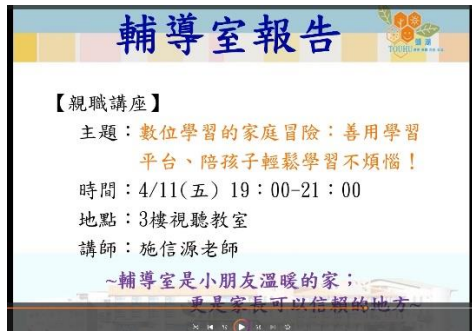 輔導室報告
【親職講座】
主題：數位學習的家庭冒險：善用學習
平台、陪孩子輕鬆學習不煩惱！
時間：4/11(五) 19：00-21：00
地點：3樓視聽教室
講師：施信源老師
~輔導室是小朋友溫暖的家；
更是家長可以信賴的地方~